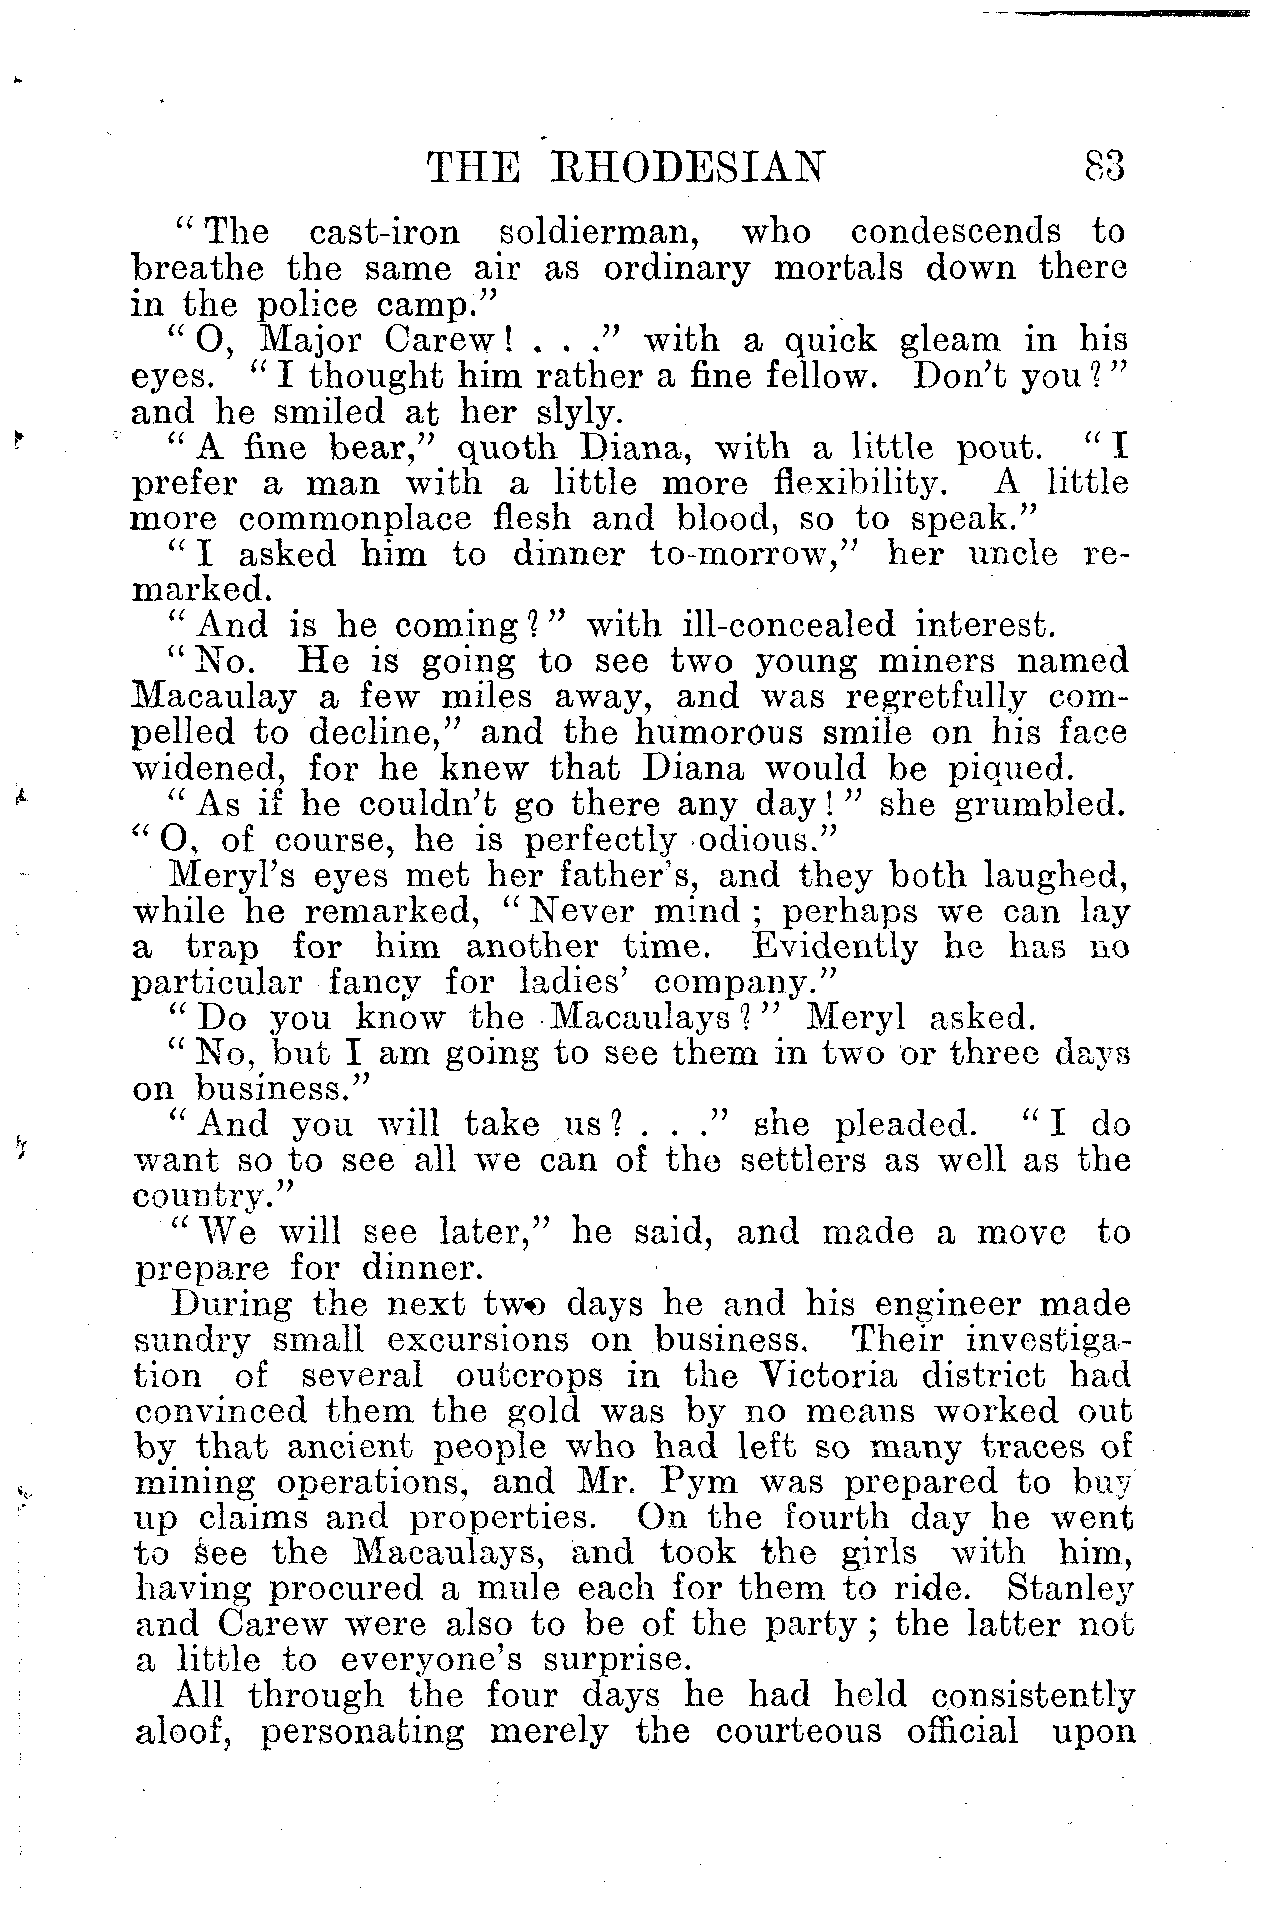 THE RHODESIAN 83
“The cast-iron soldierman, who condescends to
breathe the same air as ordinary mortals down there
in the police camp.”
“O, Major Carew! . . .” with a quick gleam in his
eyes. “I thought him rather a fine fellow. Don't you?”
and he smiled at her slyly.
“A fine bear,” quoth Diana, with a little pout. “I
prefer a man with a little more flexibility. A little
more commonplace flesh and blood, so to speak.”
“I asked him to dinner to-morrow,” her uncle re-
marked.
“And is he coming?” with ill-concealed interest.
“No. He is going to see two young miners named
Macaulay a few miles away, and was regretfully com-
pelled to decline,” and the humorous smile on his face
widened, for he knew that Diana would be piqued.
“As if he couldn't go there any day!” she grumbled.
“O, of course, he is perfectly odious.”
Meryl's eyes met her father's, and they both laughed,
while he remarked, “Never mind; perhaps we can lay
a trap for him another time. Evidently he has no
particular fancy for ladies' company.”
“Do you know the Macaulays?” Meryl asked.
“No, but I am going to see them in two or three days
on business.”
“And you will take us? . . .” she pleaded. “I do
want so to see all we can of the settlers as well as the
country.”
“We will see later,” he said, and made a move to
prepare for dinner.
During the next two days he and his engineer made
sundry small excursions on business. Their investiga-
tion of several outcrops in the Victoria district had
convinced them the gold was by no means worked out
by that ancient people who had left so many traces of
mining operations, and Mr. Pym was prepared to buy
up claims and properties. On the fourth day he went
to see the Macaulays, and took the girls with him,
having procured a mule each for them to ride. Stanley
and Carew were also to be of the party; the latter not
a little to everyone's surprise.
All through the four days he had held consistently
aloof, personating merely the courteous official upon